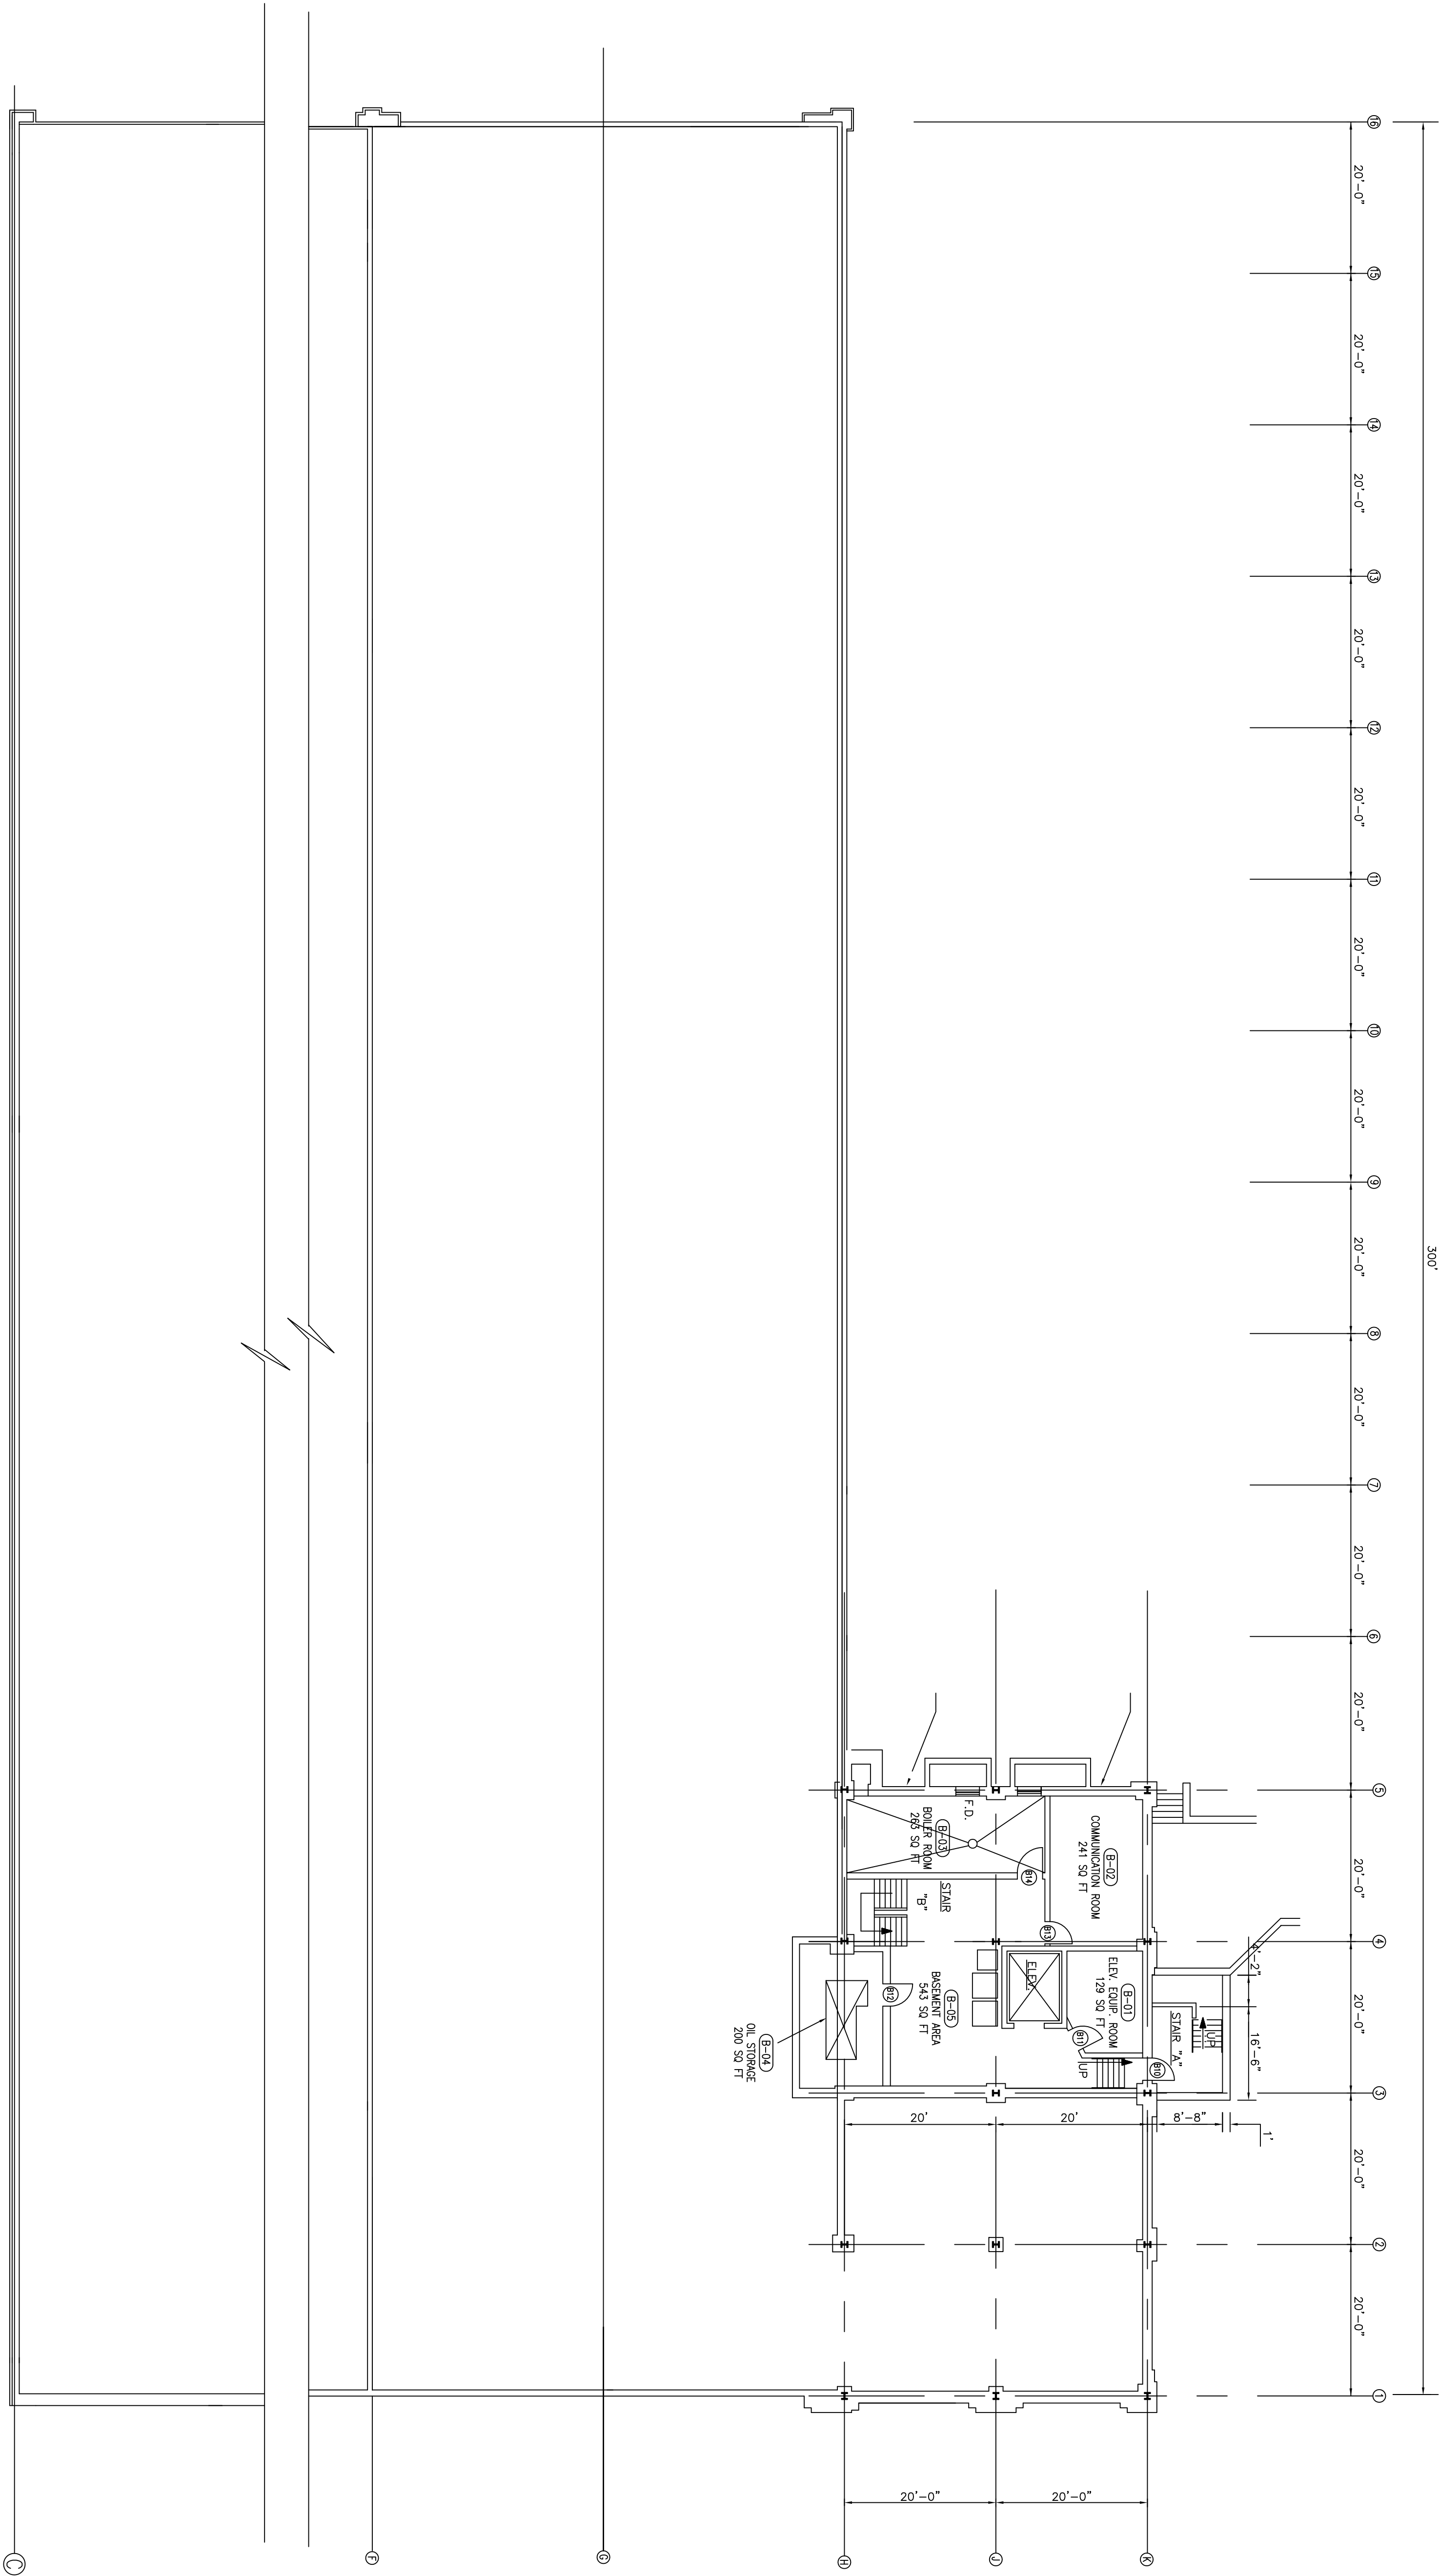 300'
16
20'-0"
15
20'-0"
14
20'-0"
13
20'-0"
12
20'-0"
11
20'-0"
10
20'-0"
9
20'-0"
8
20'-0"
7
20'-0"
6
20'-0"
5
20'-0"
4
20'-0"
3
20'-0"
2
20'-0"
1
4'-2"
16'-6"
UP
STAIR "A"
B10
8'-8"
1'
20'
20'
B-01
ELEV. EQUIP. ROOM
129 SQ FT
B11
UP
ELEV.
B-02
COMMUNICATION ROOM
241 SQ FT
B13
B14
F.D.
B-03
BOILER ROOM
263 SQ FT
STAIR
"B"
B-05
BASEMENT AREA
543 SQ FT
B12
B-04
OIL STORAGE
200 SQ FT
20'-0"
20'-0"
C
F
G
H
J
K